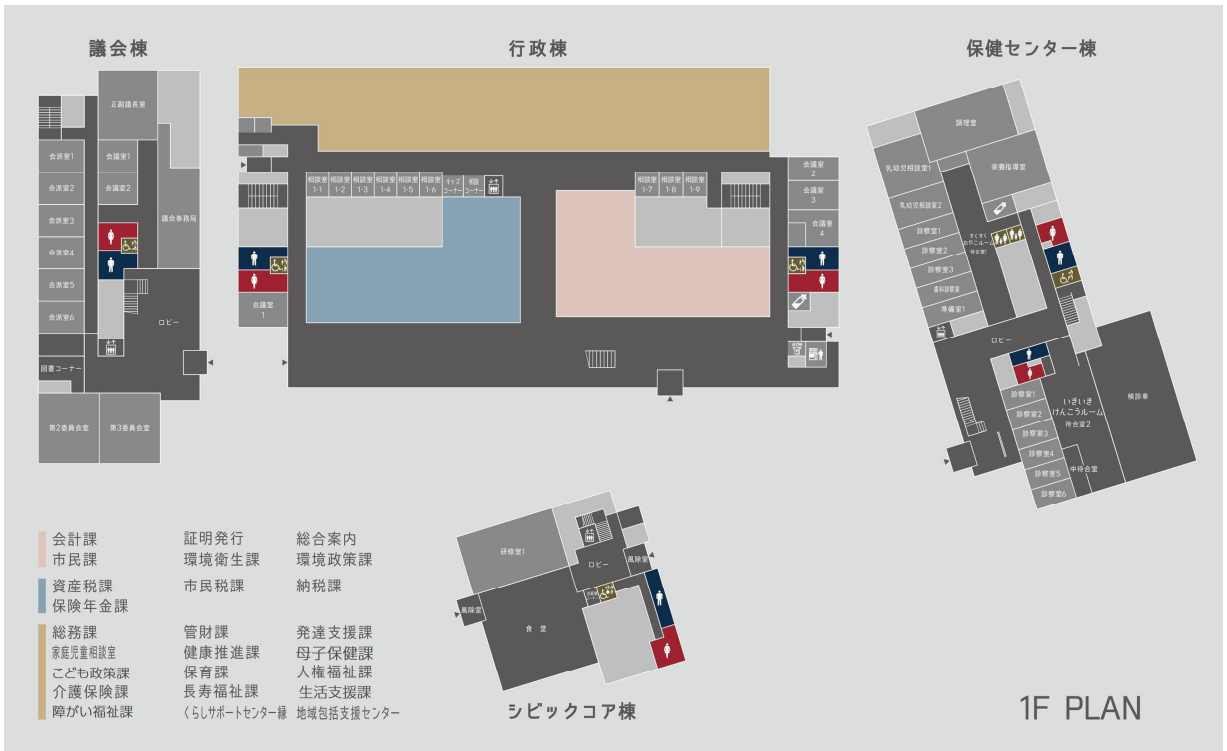 議会棟
行政棟
保健センター棟
正副議長室
会派室1
会議室1
会派室2
会議室2
会派室3
議会事務局
会派室4
会派室5
会派室6
ロビー
図書コーナー
第2委員会室
第3委員会室
相談室
1-1
相談室
1-2
相談室
1-3
相談室
1-4
相談室
1-5
相談室
1-6
キッズ
コーナー
相談
コーナー
相談室
1-7
相談室
1-8
相談室
1-9
会議室
2
会議室
3
会議室
4
会議室
1
ATM
調理室
乳幼児相談室1
栄養指導室
乳幼児相談室2
診察室1
すくすく
おやこルーム
待合室1
診察室2
診察室3
歯科診察室
準備室1
ロビー
診察室1
診察室2
診察室3
診察室4
診察室5
診察室6
いきいき
けんこうルーム
待合室2
中待合室
検診車
研修室1
ロビー
風除室
風除室
食堂
シビックコア棟
会計課 証明発行 総合案内
市民課 環境衛生課 環境政策課
資産税課 市民税課 納税課
保険年金課
総務課 管財課 発達支援課
家庭児童相談室 健康推進課 母子保健課
こども政策課 保育課 人権福祉課
介護保険課 長寿福祉課 生活支援課
障がい福祉課 くらしサポートセンター縁 地域包括支援センター
1F PLAN